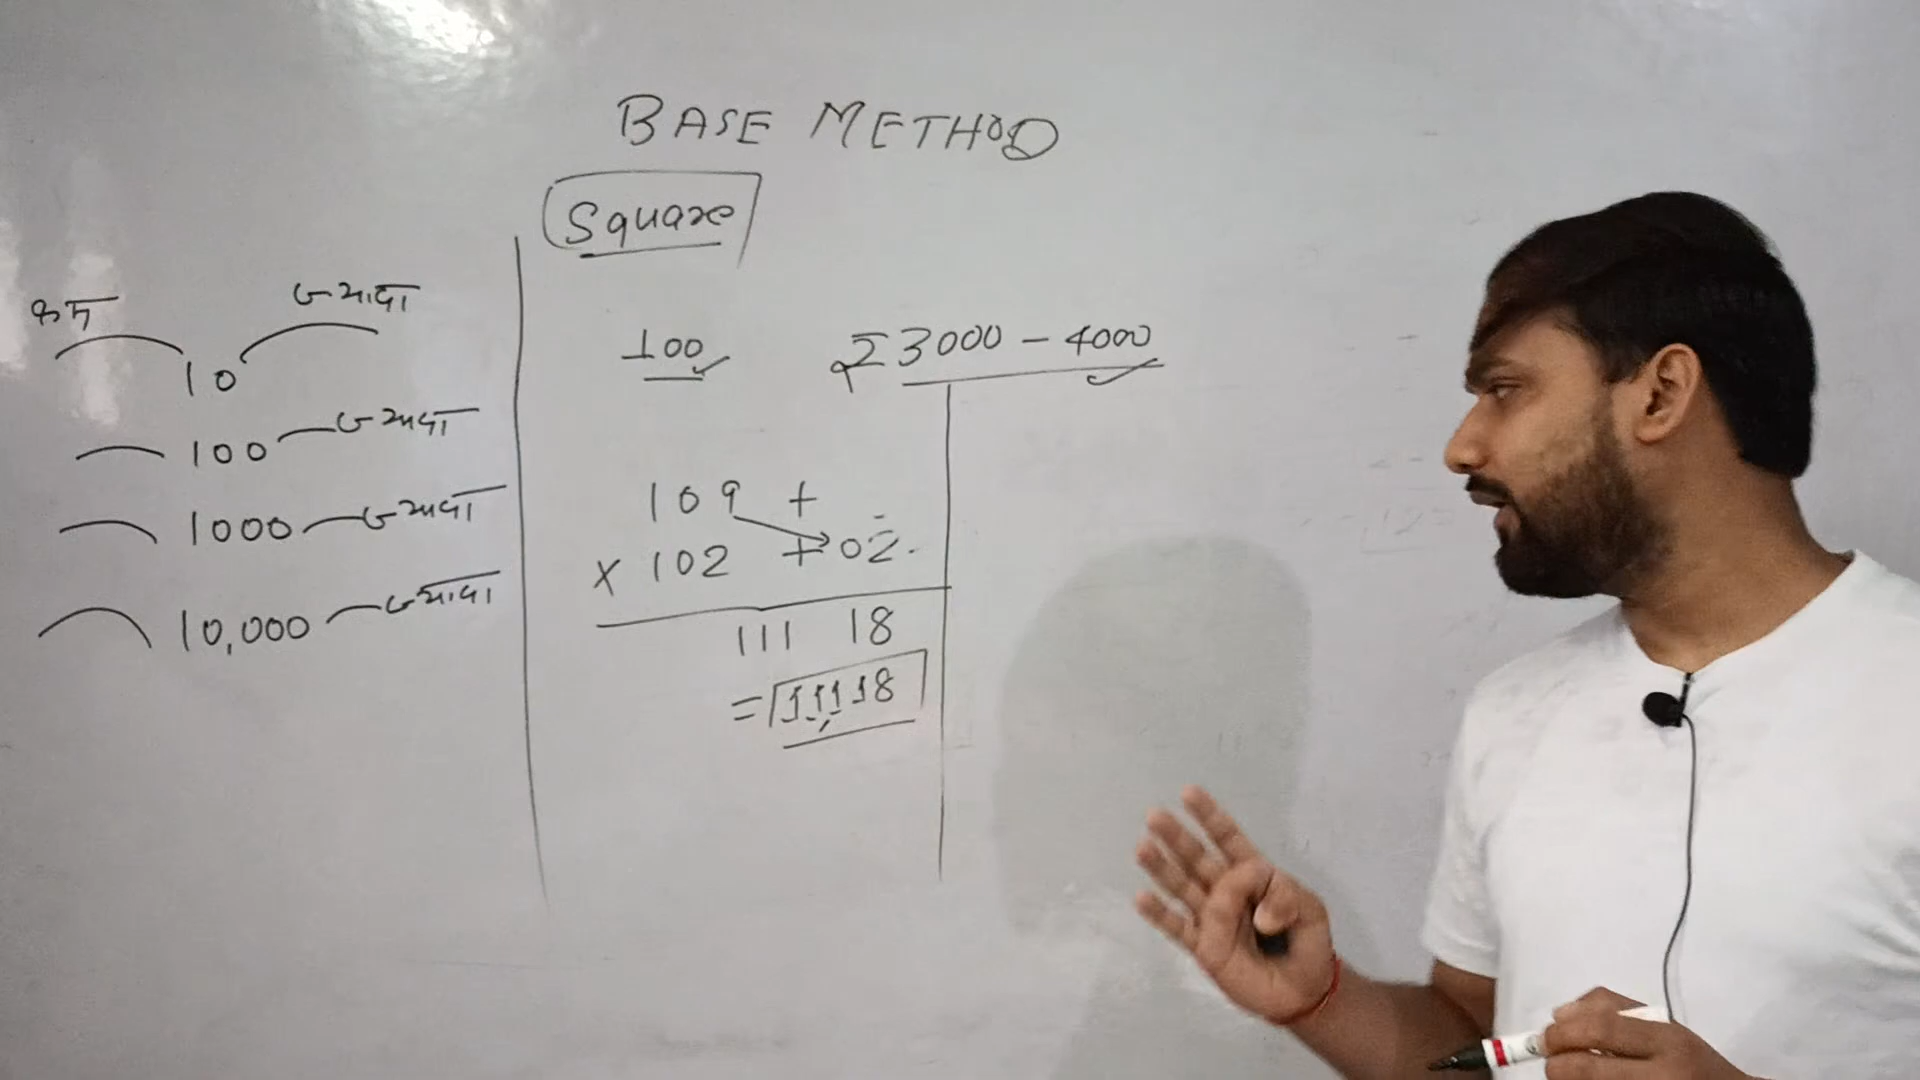 BASE METHOD
Square
कम ज्यादा
10
100 ज्यादा
1000 ज्यादा
10,000 ज्यादा
100 ₹ 3000 - 4000
109 +
× 102 + 02
111 18
= 11118